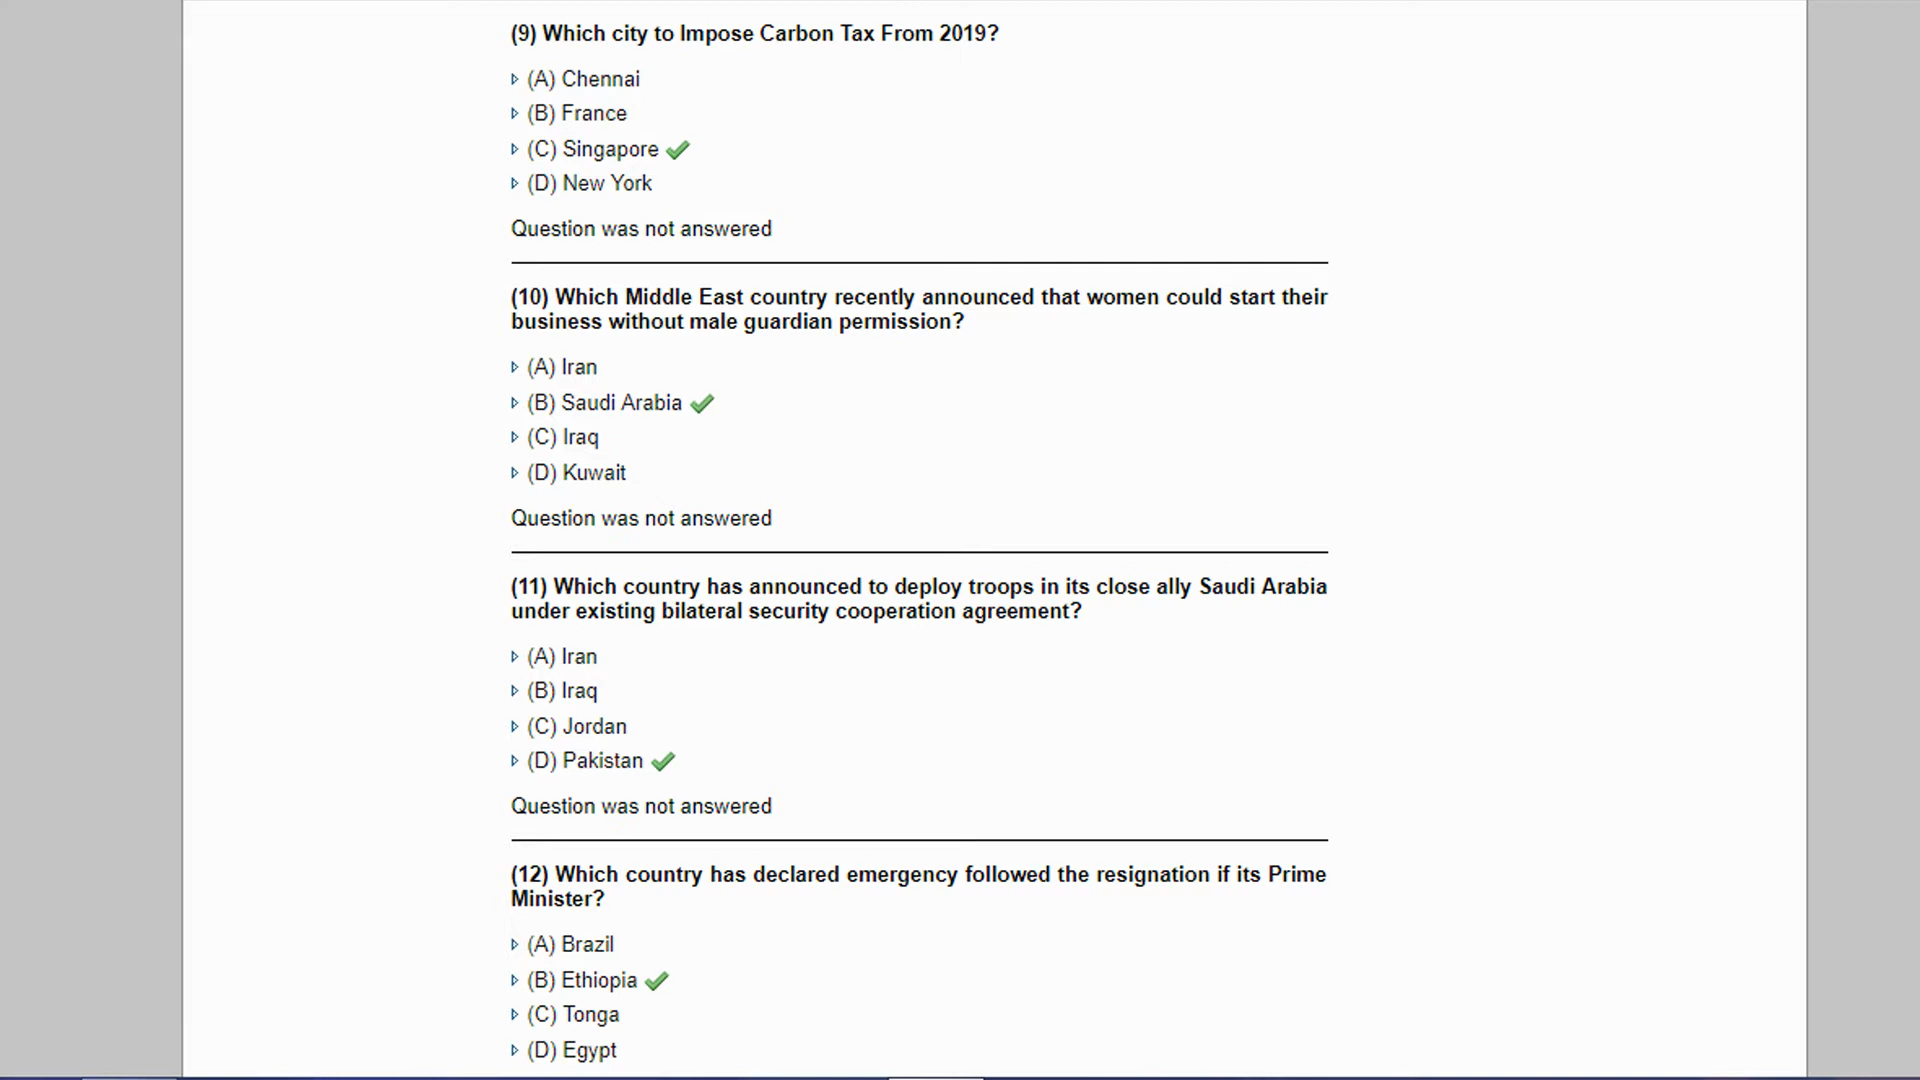 (9) Which city to Impose Carbon Tax From 2019?
(A) Chennai
(B) France
(C) Singapore
(D) New York
Question was not answered
(10) Which Middle East country recently announced that women could start their
business without male guardian permission?
(A) Iran
(B) Saudi Arabia
(C) Iraq
(D) Kuwait
Question was not answered
(11) Which country has announced to deploy troops in its close ally Saudi Arabia
under existing bilateral security cooperation agreement?
(A) Iran
(B) Iraq
(C) Jordan
(D) Pakistan
Question was not answered
(12) Which country has declared emergency followed the resignation if its Prime
Minister?
(A) Brazil
(B) Ethiopia
(C) Tonga
(D) Egypt